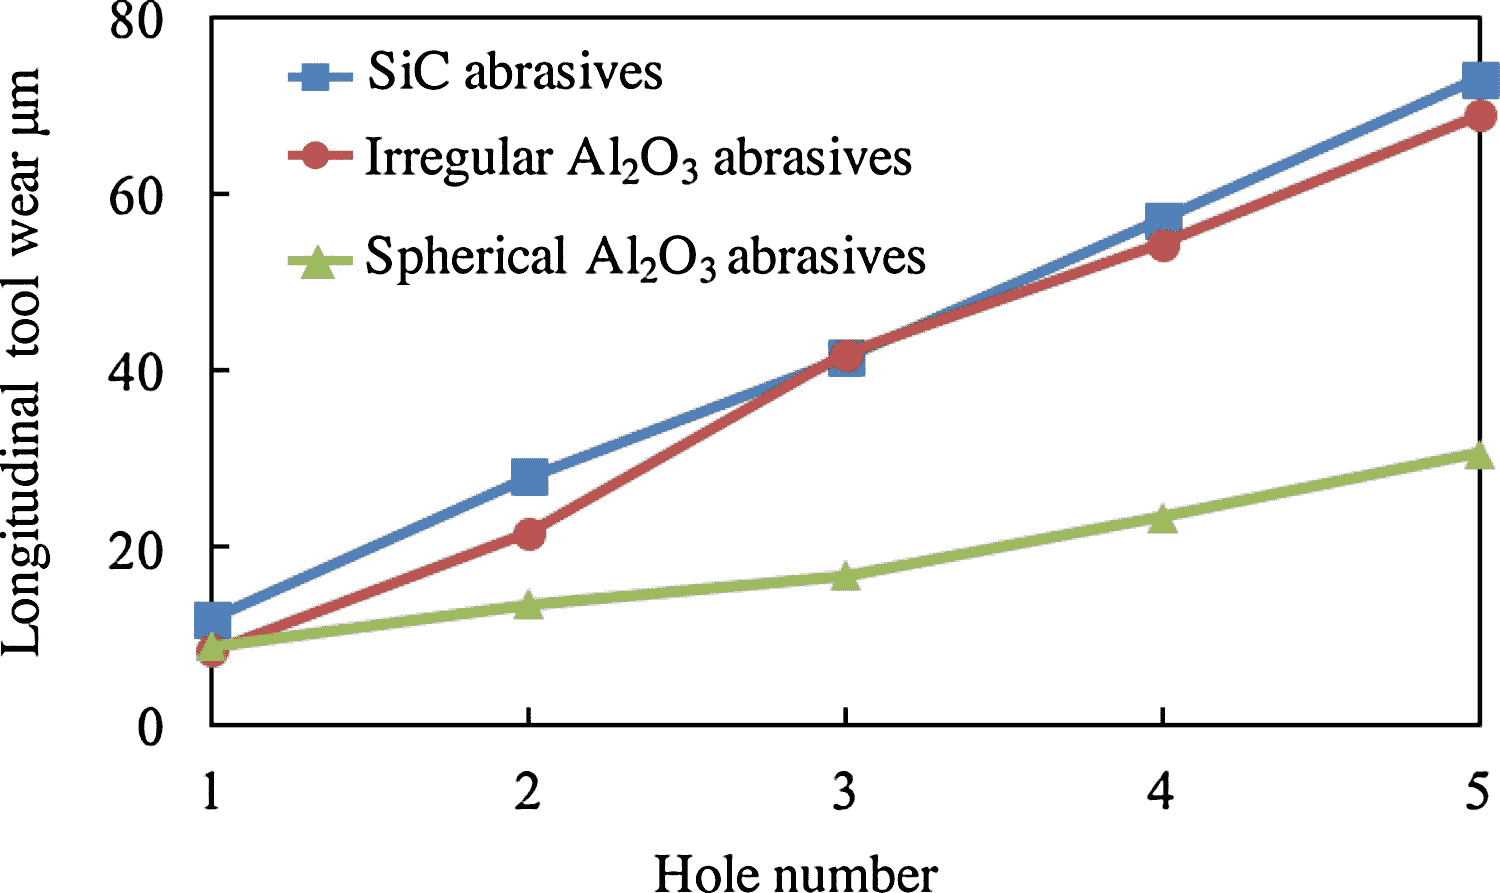 80
60
40
20
0
Longitudinal tool wear μm
SiC abrasives
Irregular Al₂O₃ abrasives
Spherical Al₂O₃ abrasives
1 2 3 4 5
Hole number